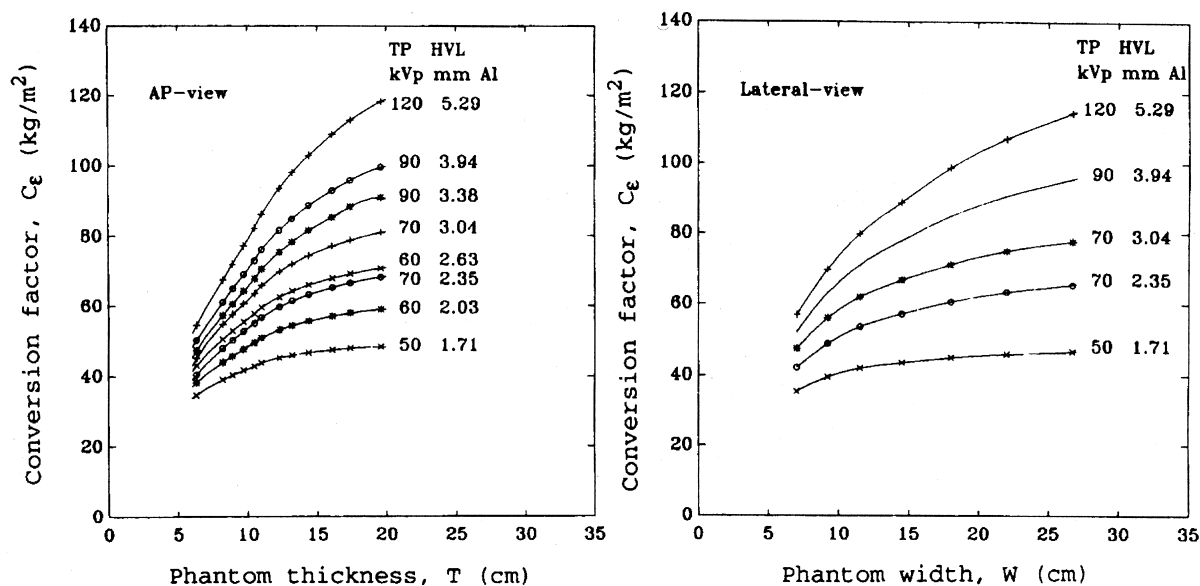 140
120
100
80
60
40
20
0
Conversion factor, Cε (kg/m²)
AP-view
TP HVL
kVp mm Al
120 5.29
90 3.94
90 3.38
70 3.04
60 2.63
70 2.35
60 2.03
50 1.71
0 5 10 15 20 25 30 35
Phantom thickness, T (cm)
140
120
100
80
60
40
20
0
Conversion factor, Cε (kg/m²)
Lateral-view
TP HVL
kVp mm Al
120 5.29
90 3.94
70 3.04
70 2.35
50 1.71
0 5 10 15 20 25 30 35
Phantom width, W (cm)